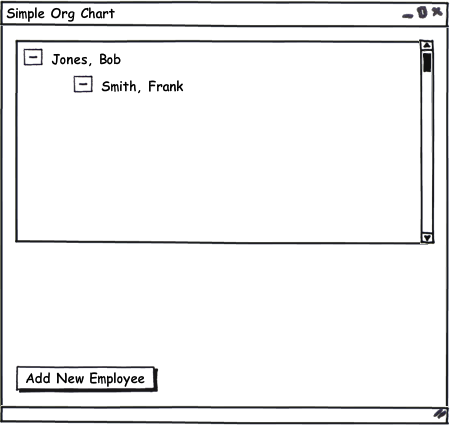 Simple Org Chart
Jones, Bob
Smith, Frank
Add New Employee